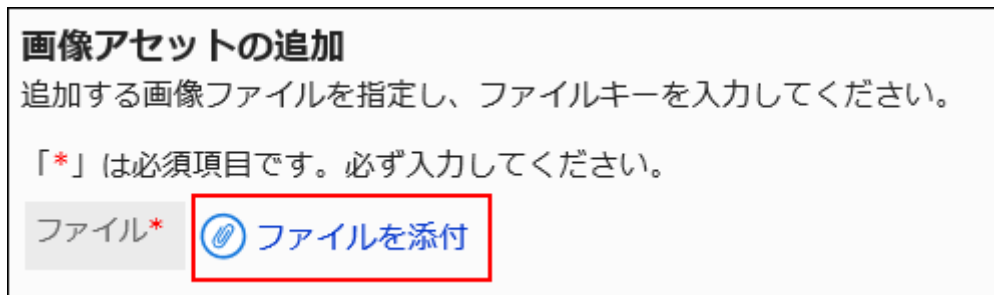 画像アセットの追加
追加する画像ファイルを指定し、ファイルキーを入力してください。
「*」は必須項目です。必ず入力してください。
ファイル* ファイルを添付